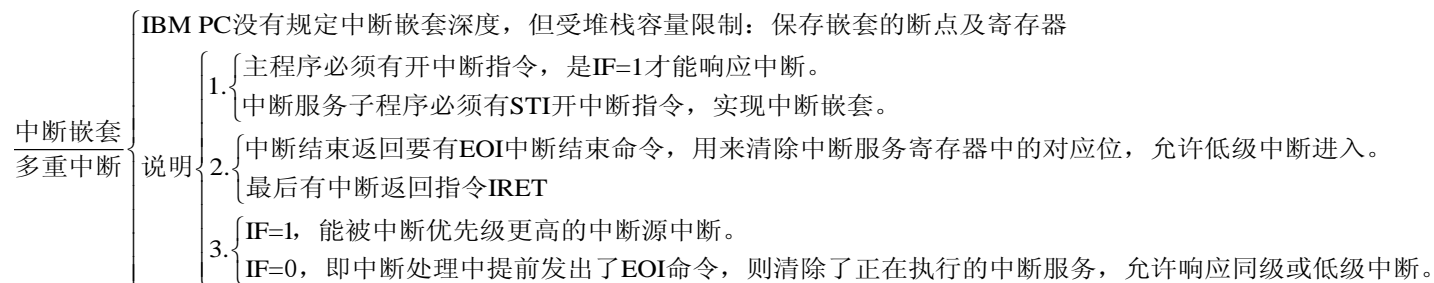 IBM PC没有规定中断嵌套深度，但受堆栈容量限制：保存嵌套的断点及寄存器
中断嵌套
多重中断
说明
1.
主程序必须有开中断指令，是IF=1才能响应中断。
中断服务子程序必须有STI开中断指令，实现中断嵌套。
2.
中断结束返回要有EOI中断结束命令，用来清除中断服务寄存器中的对应位，允许低级中断进入。
最后有中断返回指令IRET
3.
IF=1，能被中断优先级更高的中断源中断。
IF=0，即中断处理中提前发出了EOI命令，则清除了正在执行的中断服务，允许响应同级或低级中断。